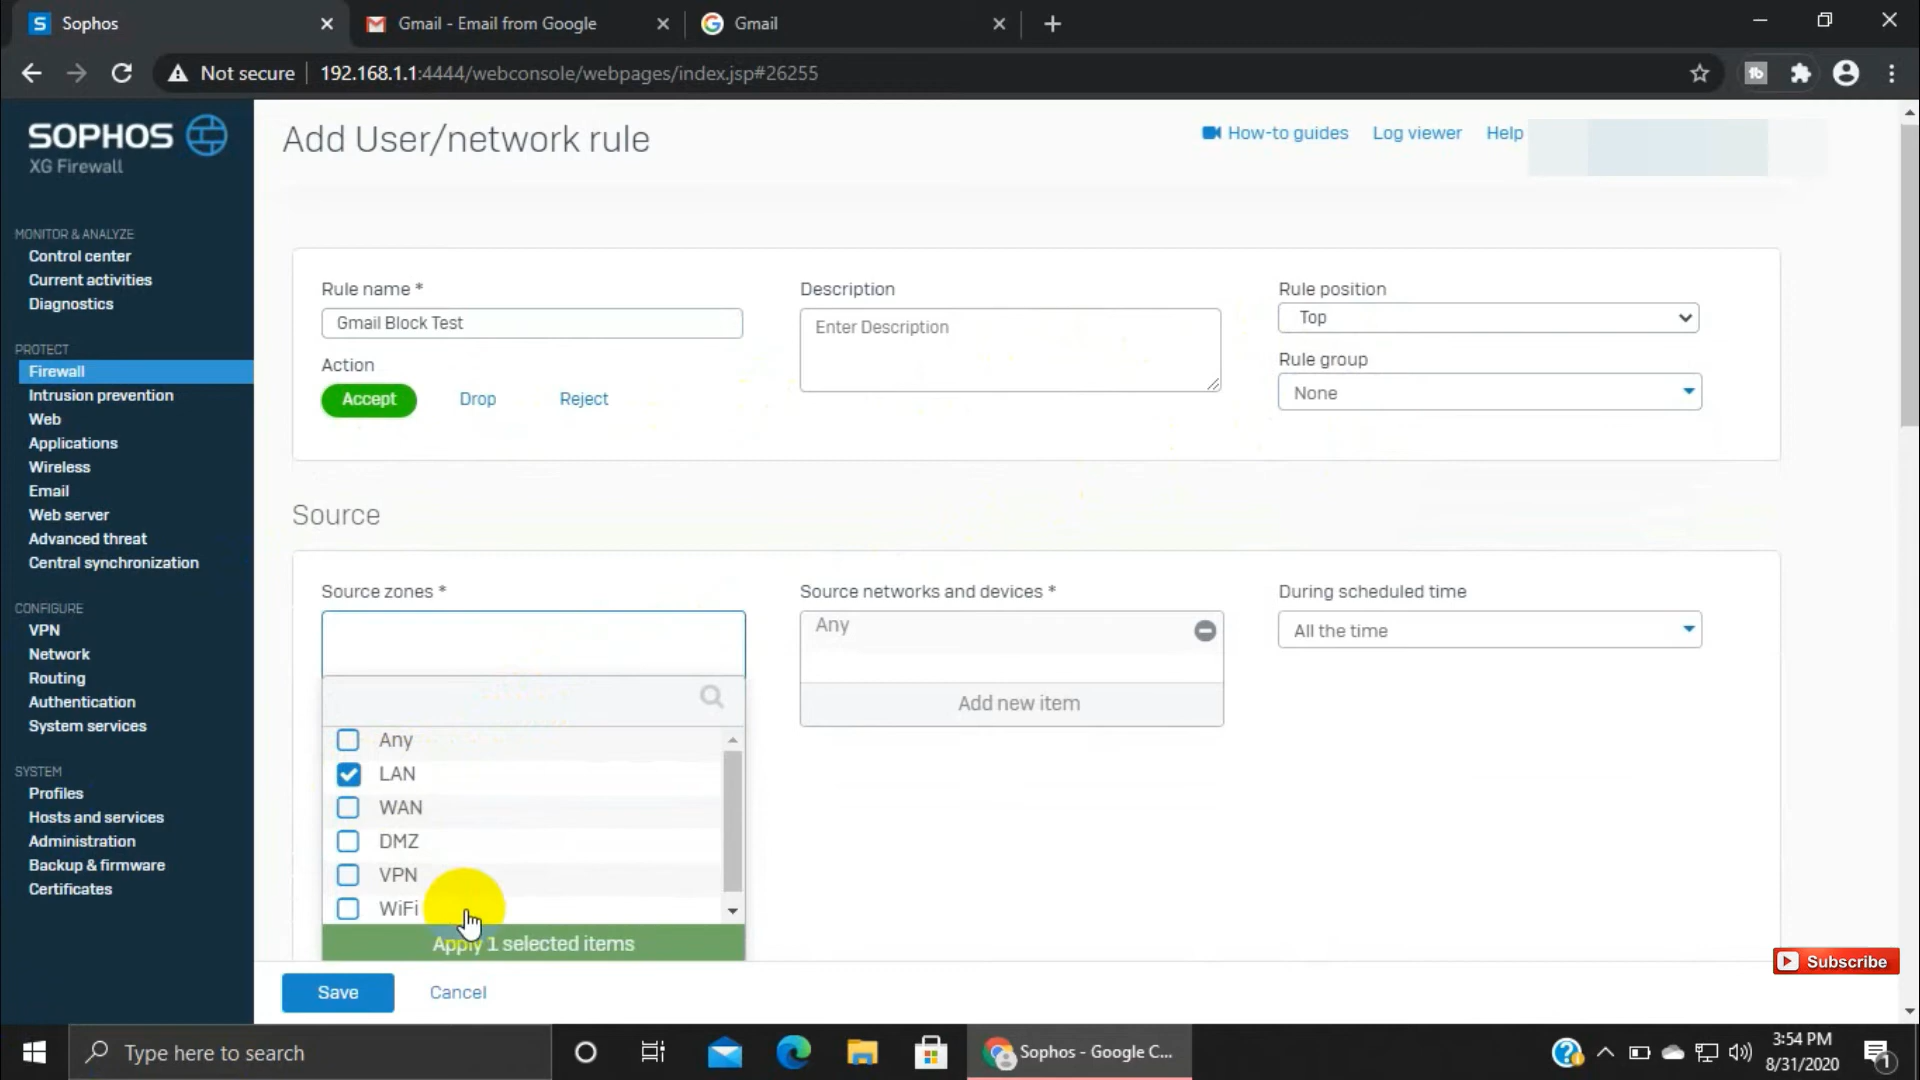 Sophos
Gmail - Email from Google
Gmail
Not secure
192.168.1.1:4444/webconsole/webpages/index.jsp#26255
SOPHOS
XG Firewall
Add User/network rule
How-to guides
Log viewer
Help
MONITOR & ANALYZE
Control center
Current activities
Diagnostics
PROTECT
Firewall
Intrusion prevention
Web
Applications
Wireless
Email
Web server
Advanced threat
Central synchronization
CONFIGURE
VPN
Network
Routing
Authentication
System services
SYSTEM
Profiles
Hosts and services
Administration
Backup & firmware
Certificates
Rule name *
Gmail Block Test
Action
Accept
Drop
Reject
Description
Enter Description
Rule position
Top
Rule group
None
Source
Source zones *
Any
LAN
WAN
DMZ
VPN
WiFi
Apply 1 selected items
Source networks and devices *
Any
Add new item
During scheduled time
All the time
Save
Cancel
Subscribe
Type here to search
Sophos - Google C...
3:54 PM
8/31/2020
1